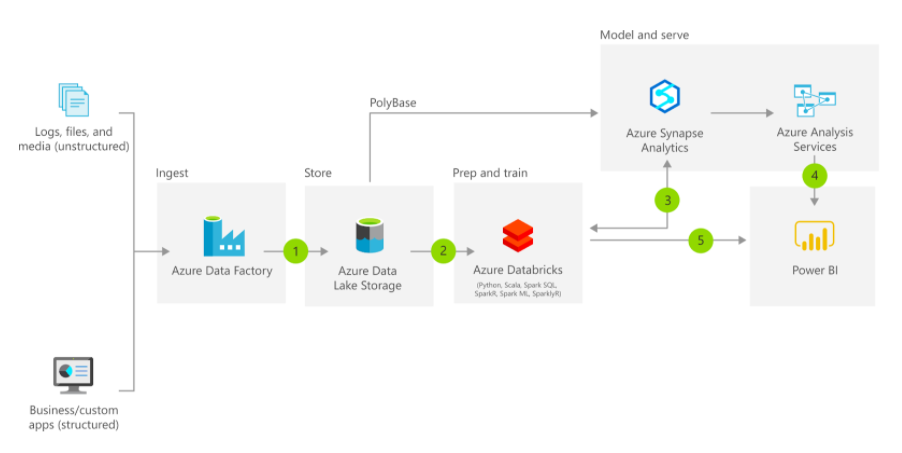 Model and serve
PolyBase
Logs, files, and
media (unstructured)
Azure Synapse
Analytics
Azure Analysis
Services
Ingest
Store
Prep and train
4
3
5
1
2
Azure Data Factory
Azure Data
Lake Storage
Azure Databricks
(Python, Scala, Spark SQL,
SparkR, Spark ML, SparklyR)
Power BI
Business/custom
apps (structured)